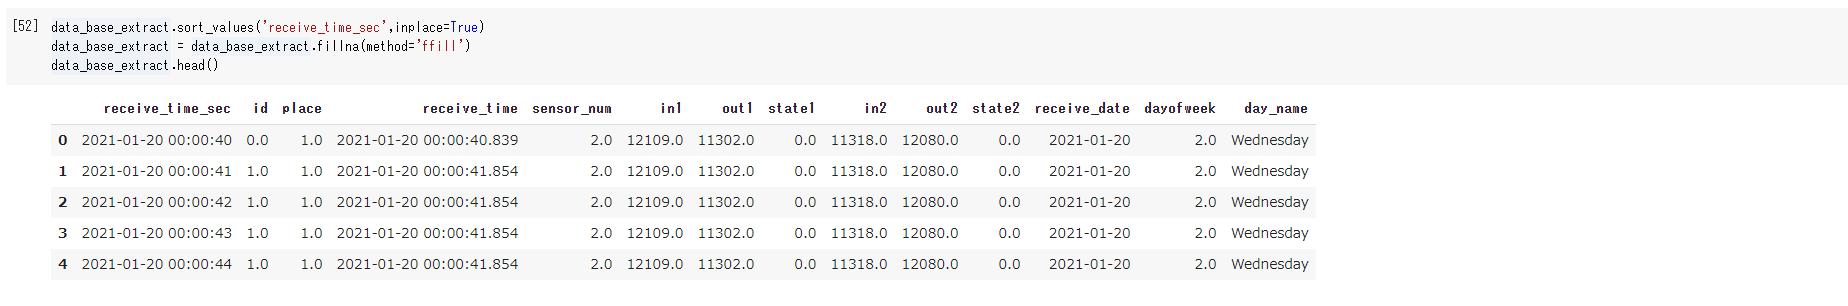 [52] data_base_extract.sort_values('receive_time_sec',inplace=True)
data_base_extract = data_base_extract.fillna(method='ffill')
data_base_extract.head()
receive_time_sec id place receive_time sensor_num in1 out1 state1 in2 out2 state2 receive_date dayofweek day_name
0 2021-01-20 00:00:40 0.0 1.0 2021-01-20 00:00:40.839 2.0 12109.0 11302.0 0.0 11318.0 12080.0 0.0 2021-01-20 2.0 Wednesday
1 2021-01-20 00:00:41 1.0 1.0 2021-01-20 00:00:41.854 2.0 12109.0 11302.0 0.0 11318.0 12080.0 0.0 2021-01-20 2.0 Wednesday
2 2021-01-20 00:00:42 1.0 1.0 2021-01-20 00:00:41.854 2.0 12109.0 11302.0 0.0 11318.0 12080.0 0.0 2021-01-20 2.0 Wednesday
3 2021-01-20 00:00:43 1.0 1.0 2021-01-20 00:00:41.854 2.0 12109.0 11302.0 0.0 11318.0 12080.0 0.0 2021-01-20 2.0 Wednesday
4 2021-01-20 00:00:44 1.0 1.0 2021-01-20 00:00:41.854 2.0 12109.0 11302.0 0.0 11318.0 12080.0 0.0 2021-01-20 2.0 Wednesday